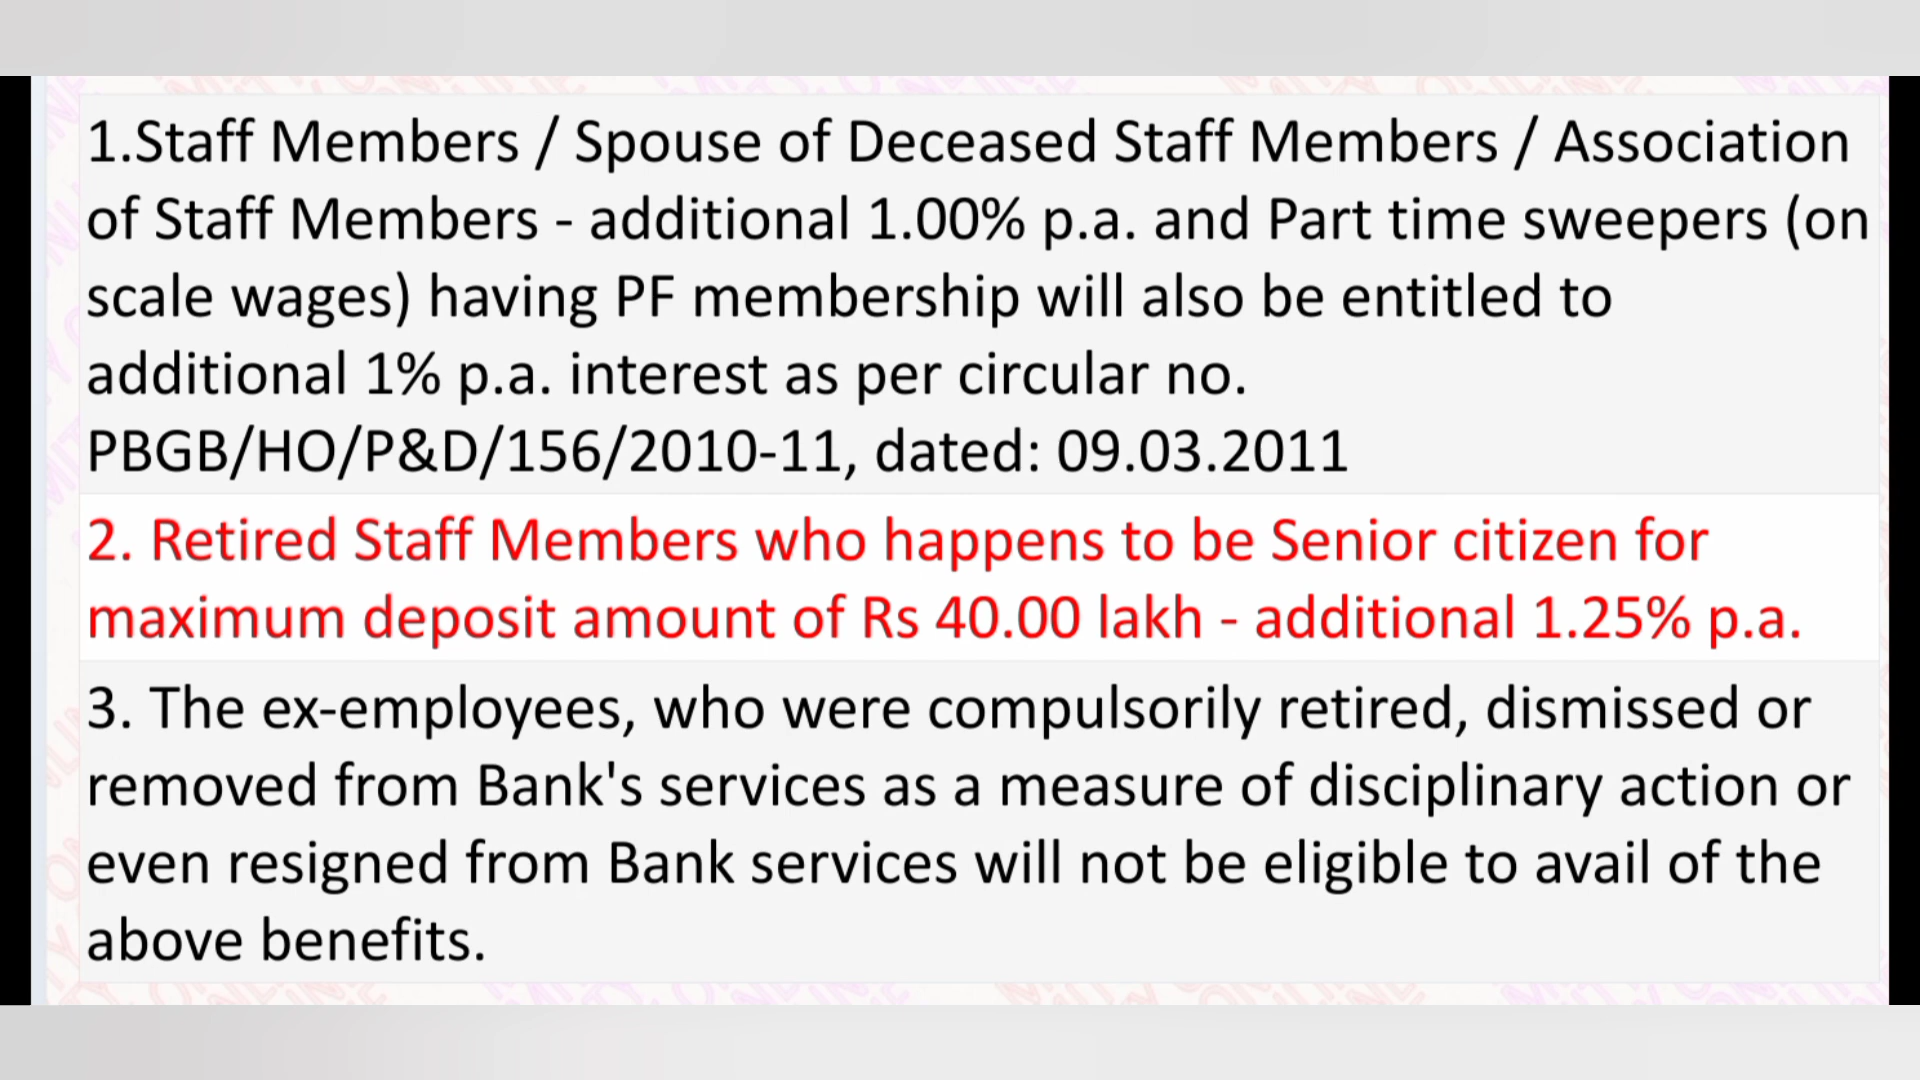 1.Staff Members / Spouse of Deceased Staff Members / Association
of Staff Members - additional 1.00% p.a. and Part time sweepers (on
scale wages) having PF membership will also be entitled to
additional 1% p.a. interest as per circular no.
PBGB/HO/P&D/156/2010-11, dated: 09.03.2011
2. Retired Staff Members who happens to be Senior citizen for
maximum deposit amount of Rs 40.00 lakh - additional 1.25% p.a.
3. The ex-employees, who were compulsorily retired, dismissed or
removed from Bank's services as a measure of disciplinary action or
even resigned from Bank services will not be eligible to avail of the
above benefits.